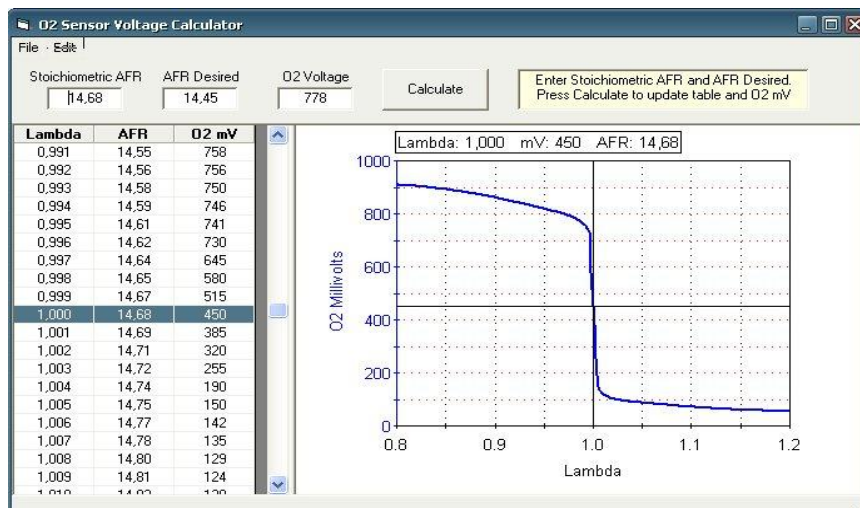 O2 Sensor Voltage Calculator
File Edit
Stoichiometric AFR AFR Desired O2 Voltage
14,68 14,45 778
Calculate
Enter Stoichiometric AFR and AFR Desired.
Press Calculate to update table and O2 mV
Lambda AFR O2 mV
0,991 14,55 758
0,992 14,56 756
0,993 14,58 750
0,994 14,59 746
0,995 14,61 741
0,996 14,62 730
0,997 14,64 645
0,998 14,65 580
0,999 14,67 515
1,000 14,68 450
1,001 14,69 385
1,002 14,71 320
1,003 14,72 255
1,004 14,74 190
1,005 14,75 150
1,006 14,77 142
1,007 14,78 135
1,008 14,80 129
1,009 14,81 124
Lambda: 1,000 mV: 450 AFR: 14,68
1000
800
600
400
200
0
O2 Millivolts
0.8 0.9 1.0 1.1 1.2
Lambda